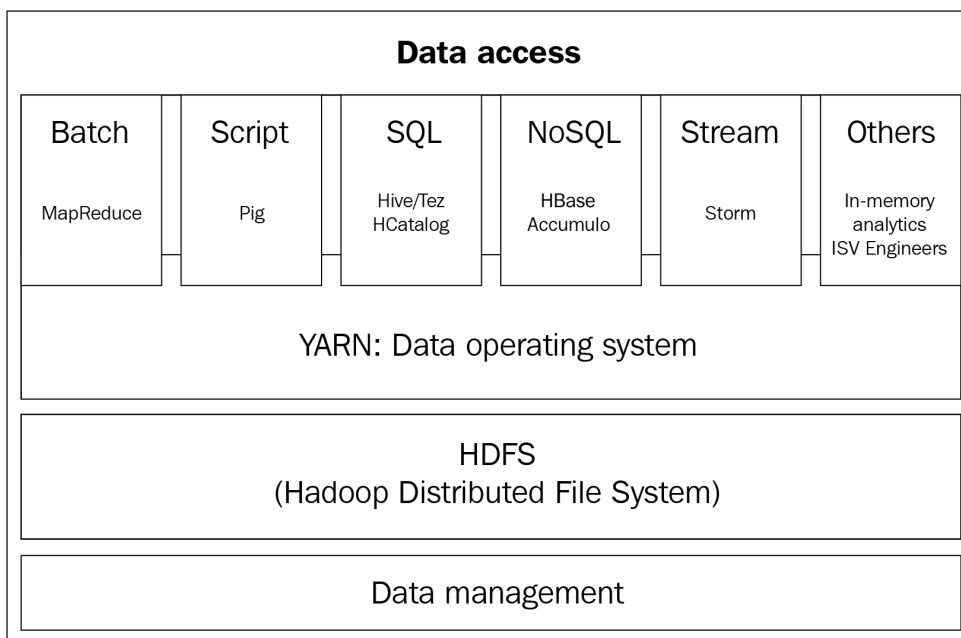 Data access
Batch
MapReduce
Script
Pig
SQL
Hive/Tez
HCatalog
NoSQL
HBase
Accumulo
Stream
Storm
Others
In-memory
analytics
ISV Engineers
YARN: Data operating system
HDFS
(Hadoop Distributed File System)
Data management